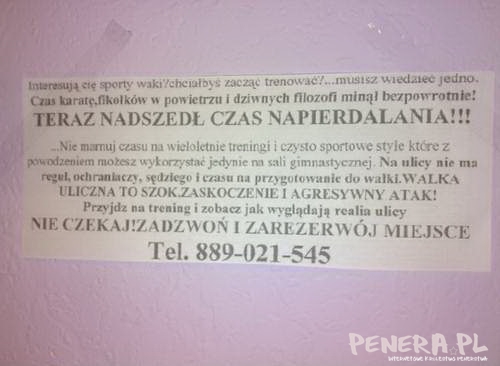 Interesują cię sporty waki?chciałbyś zacząć trenować?...musisz wiedzieć jedno.
Czas karatę,fikołków w powietrzu i dziwnych filozofi minął bezpowrotnie!
TERAZ NADSZEDŁ CZAS NAPIERDALANIA!!!
...Nie marnuj czasu na wieloletnie treningi i czysto sportowe style które z
powodzeniem możesz wykorzystać jedynie na sali gimnastycznej. Na ulicy nie ma
reguł, ochraniaczy, sędziego i czasu na przygotowanie do walki.WALKA
ULICZNA TO SZOK.ZASKOCZENIE I AGRESYWNY ATAK!
Przyjdz na trening i zobacz jak wyglądają realia ulicy
NIE CZEKAJ!ZADZWOŃ I ZAREZERWÓJ MIEJSCE
Tel. 889-021-545
PENERA.PL